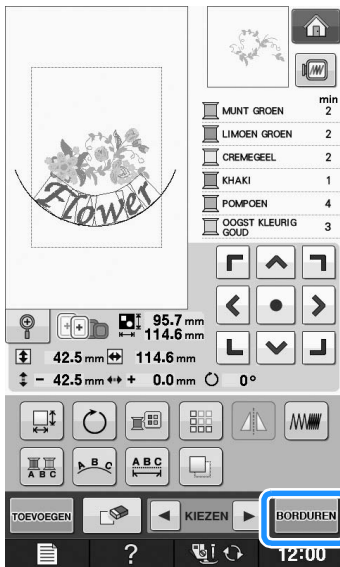 min
MUNT GROEN 2
LIMOEN GROEN 2
CREMEGEEL 2
KHAKI 1
POMPOEN 4
OOGST KLEURIG GOUD 3
Flower
95.7 mm
114.6 mm
42.5 mm 114.6 mm
- 42.5 mm + 0.0 mm 0°
ABC ABC ABC
TOEVOEGEN KIEZEN BORDUREN
? 12:00